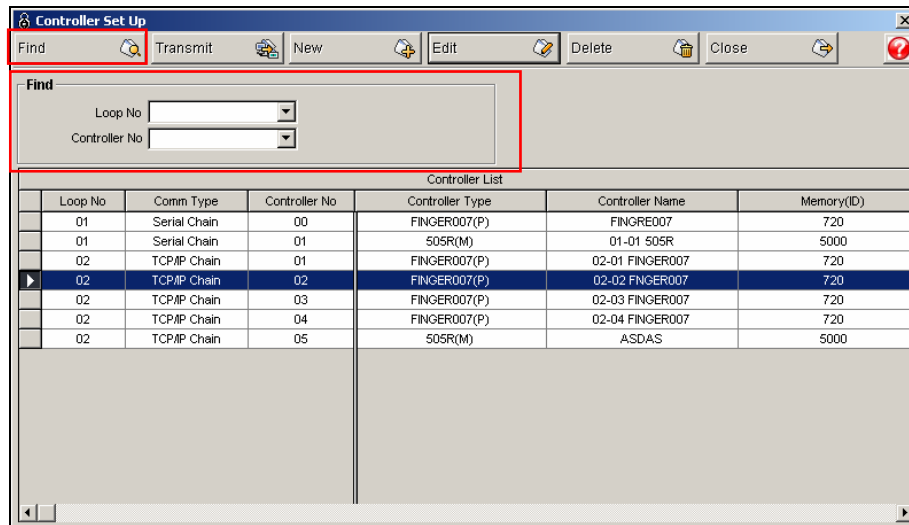 Controller Set Up
Find Transmit New Edit Delete Close
Find
Loop No
Controller No
Controller List
Loop No Comm Type Controller No Controller Type Controller Name Memory(ID)
01 Serial Chain 00 FINGER007(P) FINGRE007 720
01 Serial Chain 01 505R(M) 01-01 505R 5000
02 TCP/IP Chain 01 FINGER007(P) 02-01 FINGER007 720
02 TCP/IP Chain 02 FINGER007(P) 02-02 FNGER007 720
02 TCP/IP Chain 03 FINGER007(P) 02-03 FINGER007 720
02 TCP/IP Chain 04 FINGER007(P) 02-04 FINGER007 720
02 TCP/IP Chain 05 505R(M) ASDAS 5000